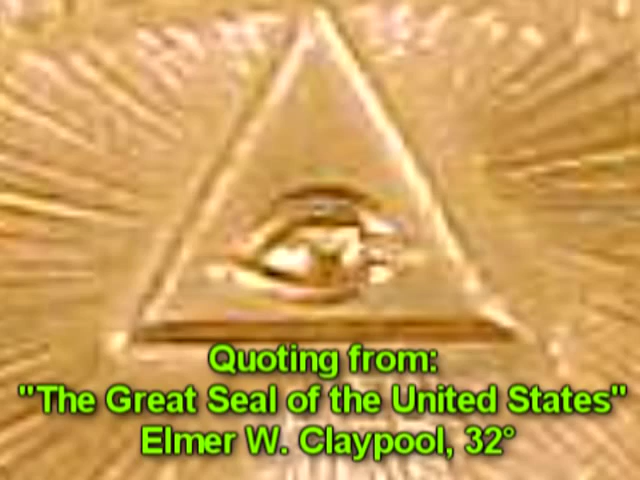 Quoting from:
"The Great Seal of the United States"
Elmer W. Claypool, 32°